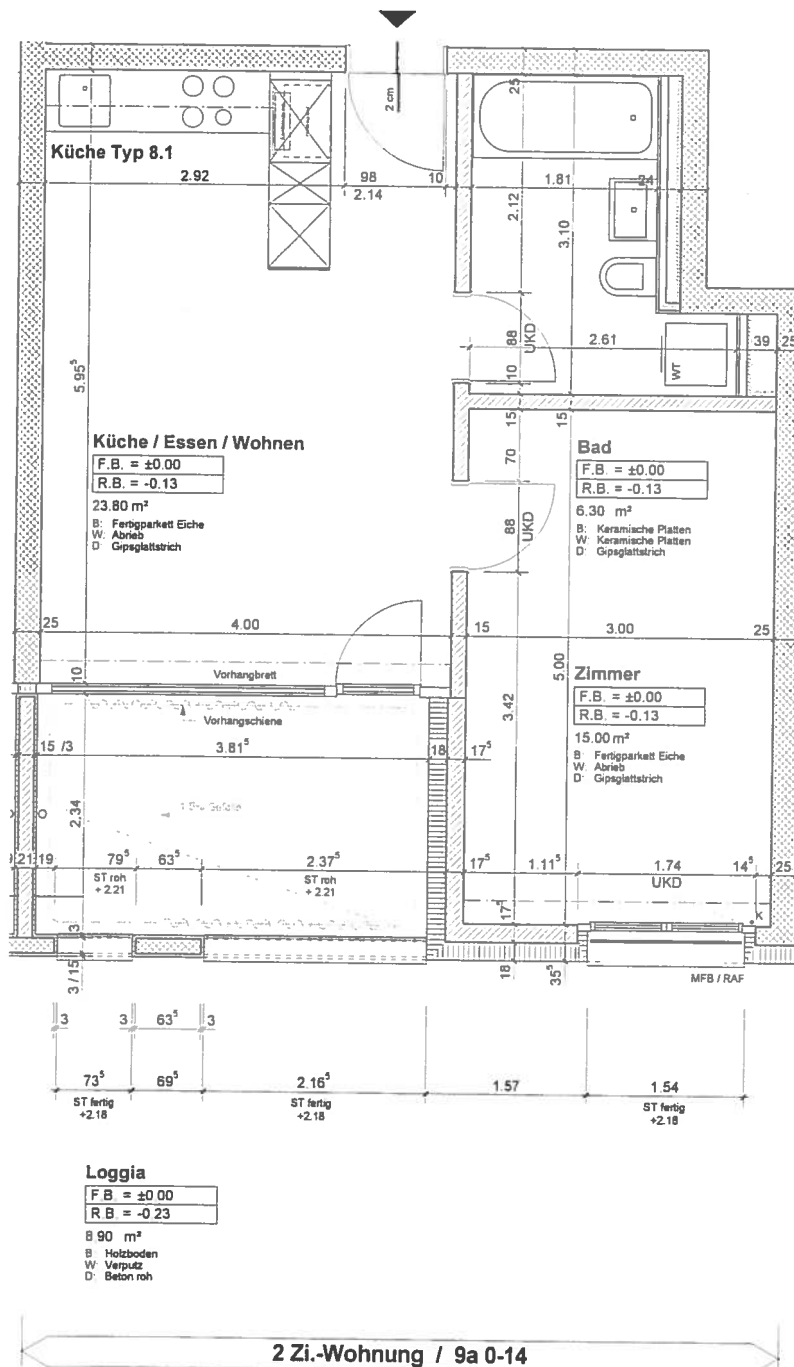 2 cm
25
Küche Typ 8.1
2.92
98
2.14
10
1.81
24
2.12
3.10
5.95⁵
88
UKD
10
2.61
39
25
WT
15
15
70
Küche / Essen / Wohnen
F.B. = ±0.00
R.B. = -0.13
23.80 m²
B: Fertigparkett Eiche
W: Abrieb
D: Gipsglattstrich
Bad
F.B. = ±0.00
R.B. = -0.13
6.30 m²
B: Keramische Platten
W: Keramische Platten
D: Gipsglattstrich
88
UKD
25
4.00
15
3.00
25
10
Vorhangbrett
Vorhangschiene
3.42
5.00
Zimmer
F.B. = ±0.00
R.B. = -0.13
15.00 m²
B: Fertigparkett Eiche
W: Abrieb
D: Gipsglattstrich
15 /3
3.81⁵
18
17⁵
2.34
21
19
79⁵
63⁵
2.37⁵
17⁵
1.11⁵
1.74
14⁵
25
ST roh
+ 2.21
ST roh
+ 2.21
UKD
17⁵
K
3
3 / 15
18
35⁵
MFB / RAF
3
3
63⁵
3
73⁵
69⁵
2.16⁵
1.57
1.54
ST fertig
+2.18
ST fertig
+2.18
ST fertig
+2.18
Loggia
F.B. = ±0.00
R.B. = -0.23
8.90 m²
B: Holzboden
W: Verputz
D: Beton roh
2 Zi.-Wohnung / 9a 0-14